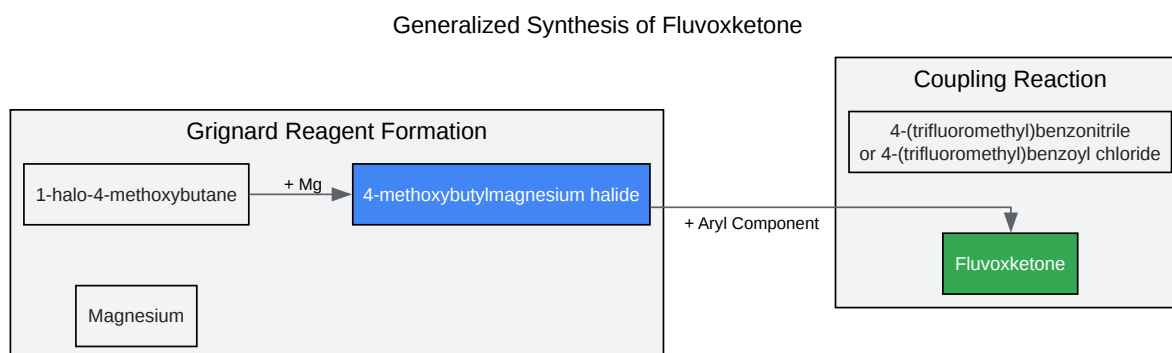 Generalized Synthesis of Fluvoxketone
Grignard Reagent Formation
1-halo-4-methoxybutane
+ Mg
4-methoxybutylmagnesium halide
Magnesium
+ Aryl Component
Coupling Reaction
4-(trifluoromethyl)benzonitrile
or 4-(trifluoromethyl)benzoyl chloride
Fluvoxketone